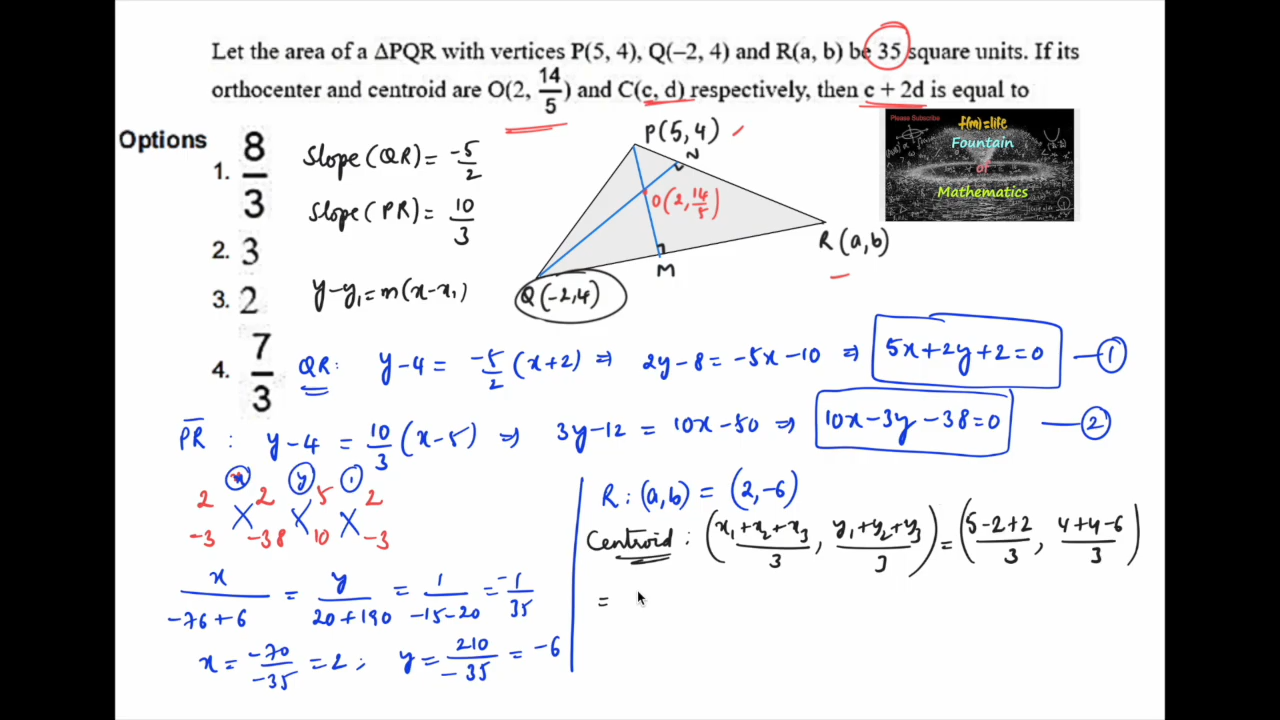 Let the area of a ΔPQR with vertices P(5, 4), Q(–2, 4) and R(a, b) be 35 square units. If its
orthocenter and centroid are O(2, 14/5) and C(c, d) respectively, then c + 2d is equal to
Options
1. 8/3
2. 3
3. 2
4. 7/3
Slope(QR) = -5/2
Slope(PR) = 10/3
y-y₁ = m(x-x₁)
P(5,4)
N
O(2, 14/5)
R(a,b)
M
Q(-2,4)
Please Subscribe
f(m)=life
Fountain
of
Mathematics
QR: y-4 = -5/2 (x+2) ⇒ 2y-8 = -5x-10 ⇒ 5x+2y+2=0 —①
PR : y-4 = 10/3 (x-5) ⇒ 3y-12 = 10x-50 ⇒ 10x-3y-38=0 —②
x y 1
2 2 5 2
-3 -38 10 -3
x/(-76+6) = y/(20+190) = 1/(-15-20) = -1/35
x = -70/-35 = 2; y = 210/-35 = -6
R: (a,b) = (2,-6)
Centroid: ((x₁+x₂+x₃)/3, (y₁+y₂+y₃)/3) = ((5-2+2)/3, (4+4-6)/3)
=